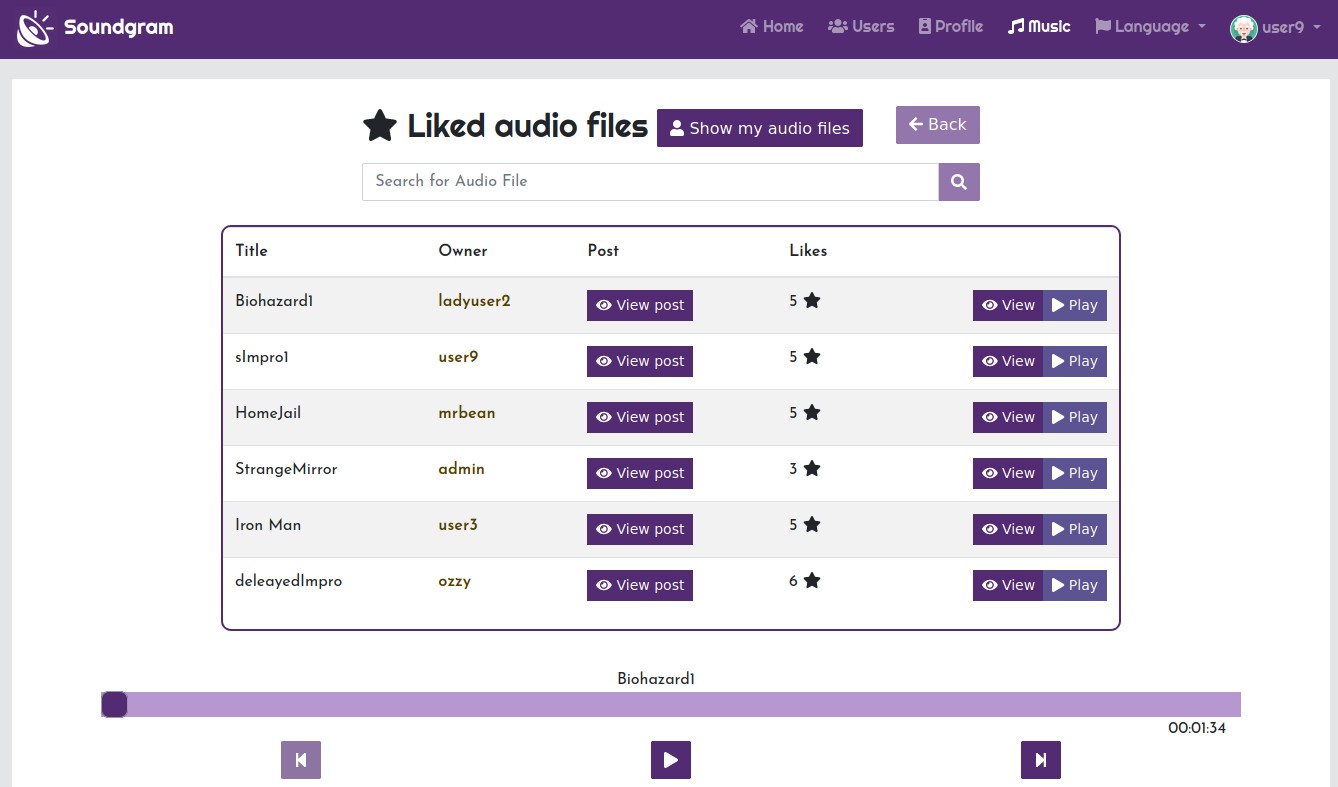 Soundgram Home Users Profile Music Language user9
Liked audio files Show my audio files Back
Search for Audio File
Title Owner Post Likes
Biohazard1 ladyuser2 View post 5 View Play
sImpro1 user9 View post 5 View Play
HomeJail mrbean View post 5 View Play
StrangeMirror admin View post 3 View Play
Iron Man user3 View post 5 View Play
deleayedImpro ozzy View post 6 View Play
Biohazard1
00:01:34